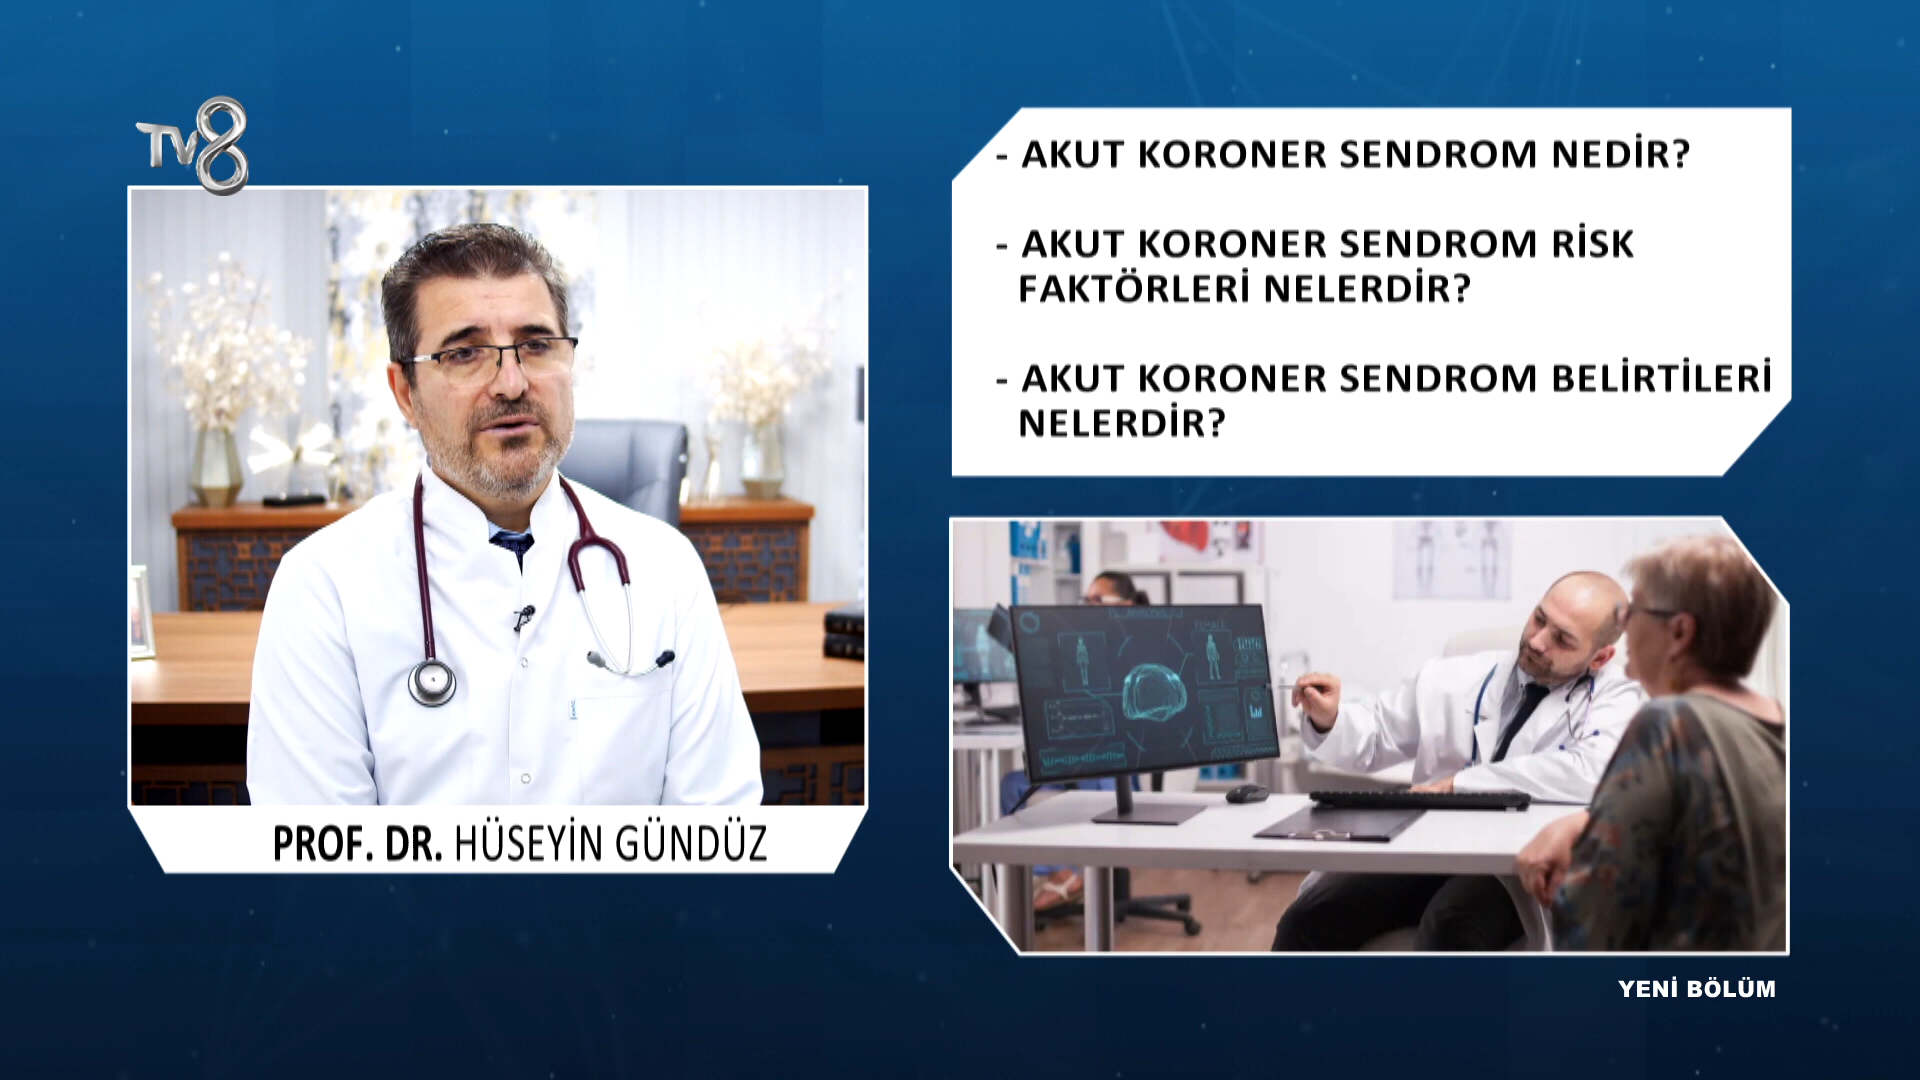 TV8
- AKUT KORONER SENDROM NEDİR?
- AKUT KORONER SENDROM RİSK
FAKTÖRLERİ NELERDİR?
- AKUT KORONER SENDROM BELİRTİLERİ
NELERDİR?
PROF. DR. HÜSEYİN GÜNDÜZ
FEMALE
YENİ BÖLÜM